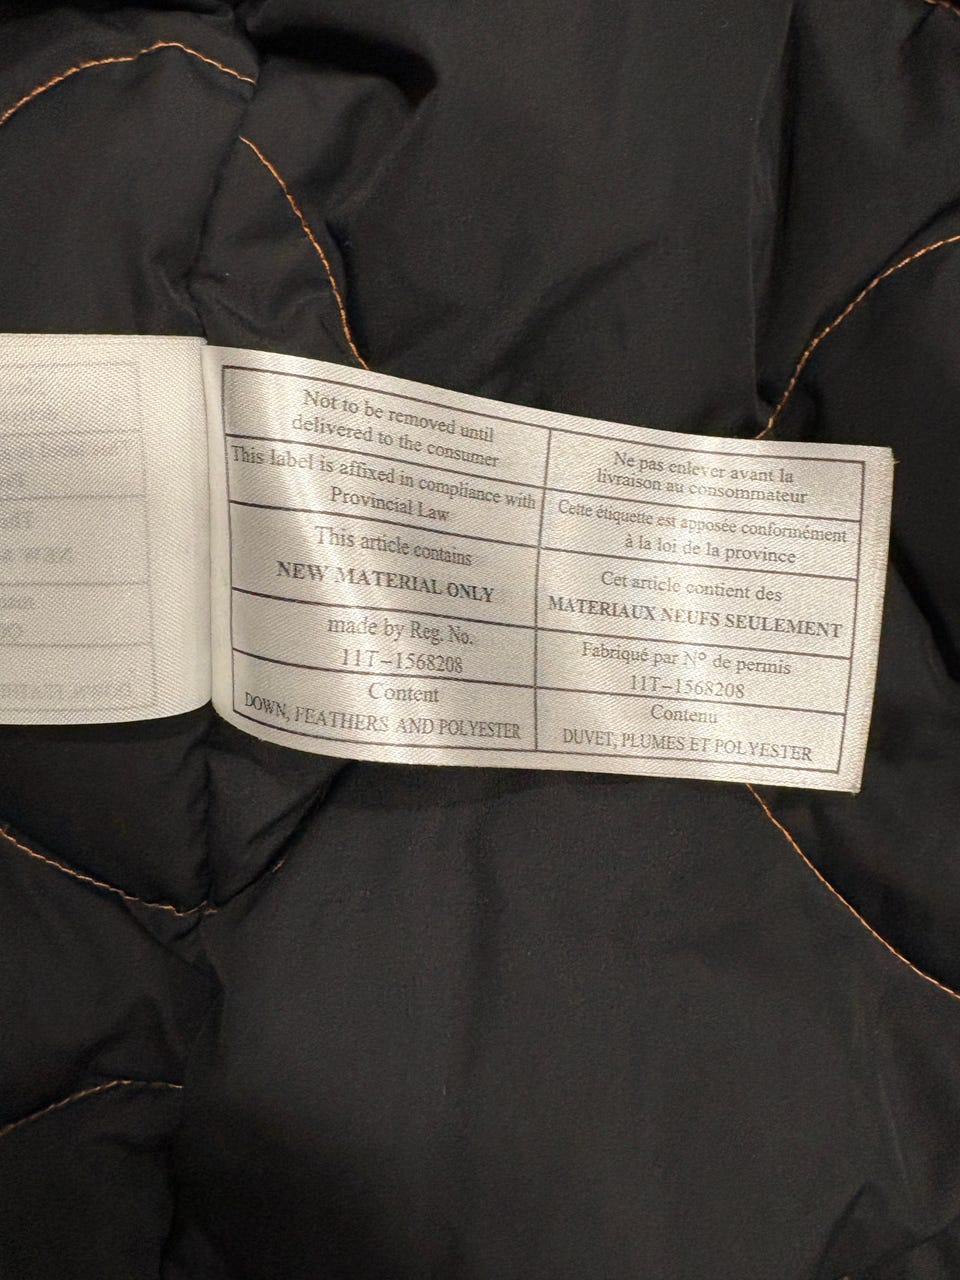 Not to be removed until
delivered to the consumer
This label is affixed in compliance with
Provincial Law
This article contains
NEW MATERIAL ONLY
made by Reg. No.
11T-1568208
Content
DOWN, FEATHERS AND POLYESTER
Ne pas enlever avant la
livraison au consommateur
Cette étiquette est apposée conformément
à la loi de la province
Cet article contient des
MATERIAUX NEUFS SEULEMENT
Fabriqué par Nº de permis
11T-1568208
Contenu
DUVET, PLUMES ET POLYESTER